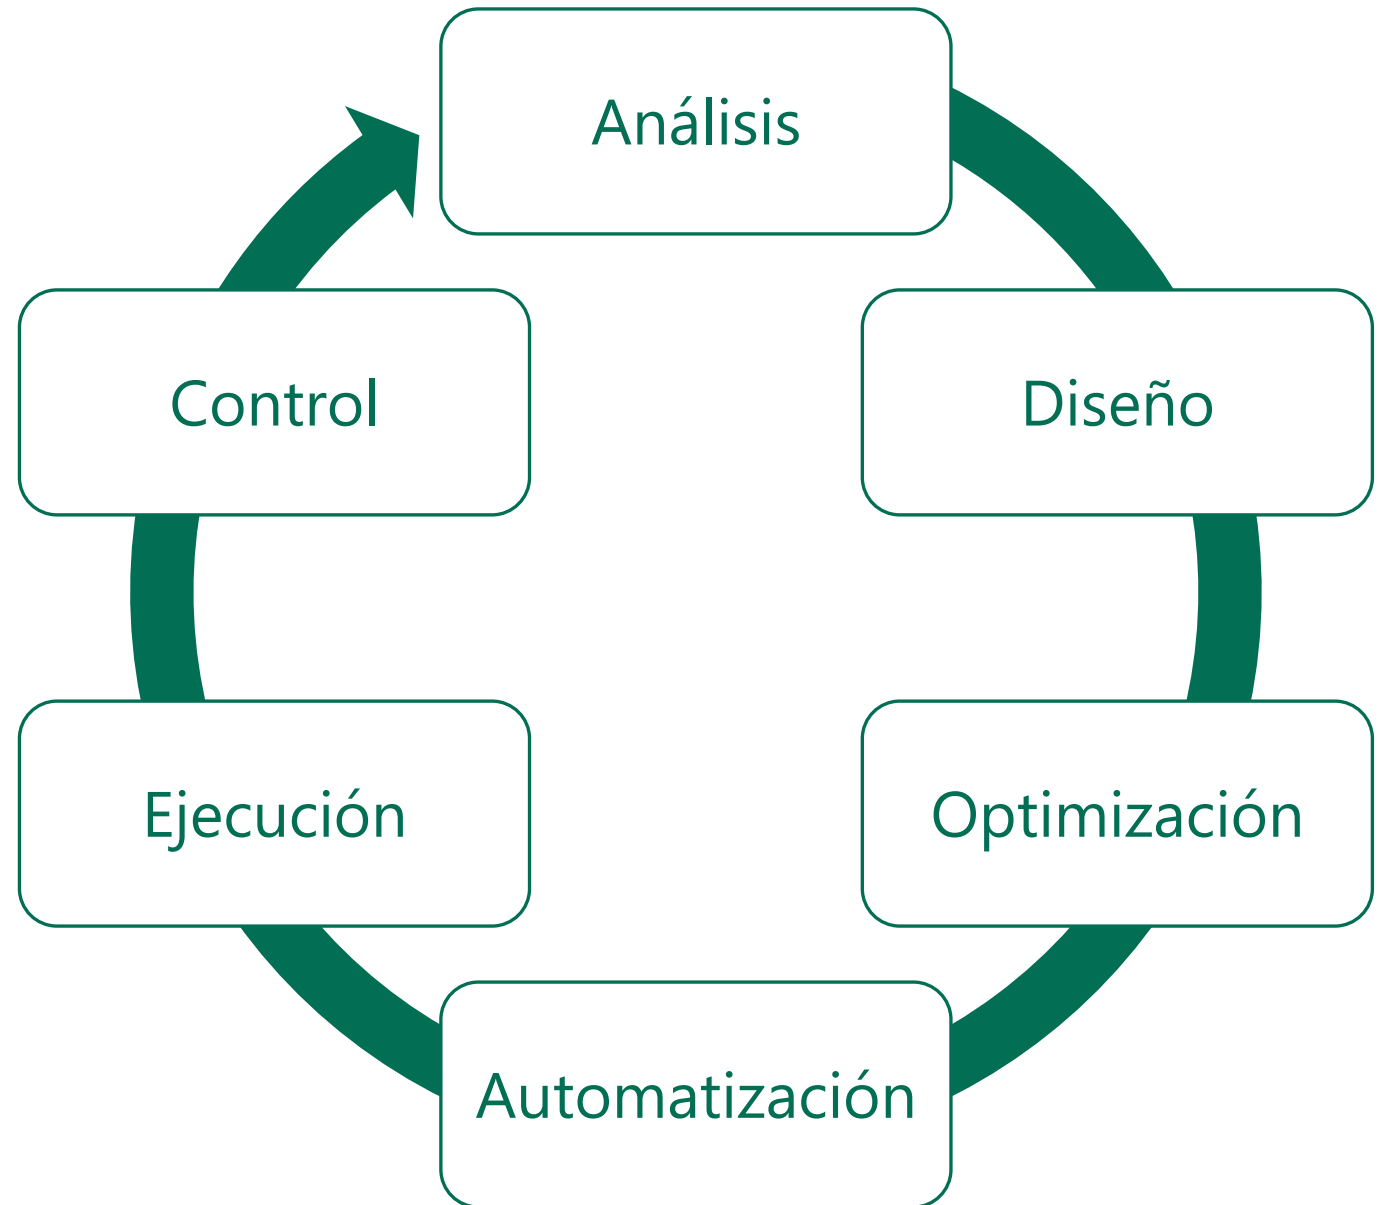 Análisis
Diseño
Optimización
Automatización
Ejecución
Control